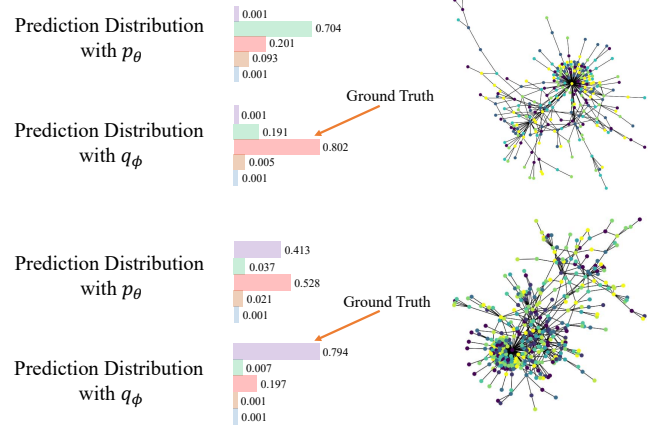 Prediction Distribution
with pθ
0.001
0.704
0.201
0.093
0.001
Prediction Distribution
with qϕ
0.001
0.191
0.802
0.005
0.001
Ground Truth
Prediction Distribution
with pθ
0.413
0.037
0.528
0.021
0.001
Prediction Distribution
with qϕ
0.794
0.007
0.197
0.001
0.001
Ground Truth